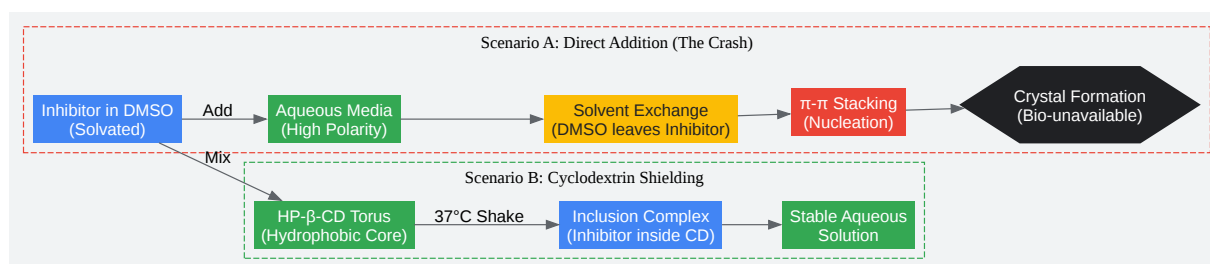 Scenario A: Direct Addition (The Crash)
Inhibitor in DMSO
(Solvated)
Add
Aqueous Media
(High Polarity)
Solvent Exchange
(DMSO leaves Inhibitor)
π-π Stacking
(Nucleation)
Crystal Formation
(Bio-unavailable)
Mix
Scenario B: Cyclodextrin Shielding
HP-β-CD Torus
(Hydrophobic Core)
37°C Shake
Inclusion Complex
(Inhibitor inside CD)
Stable Aqueous
Solution